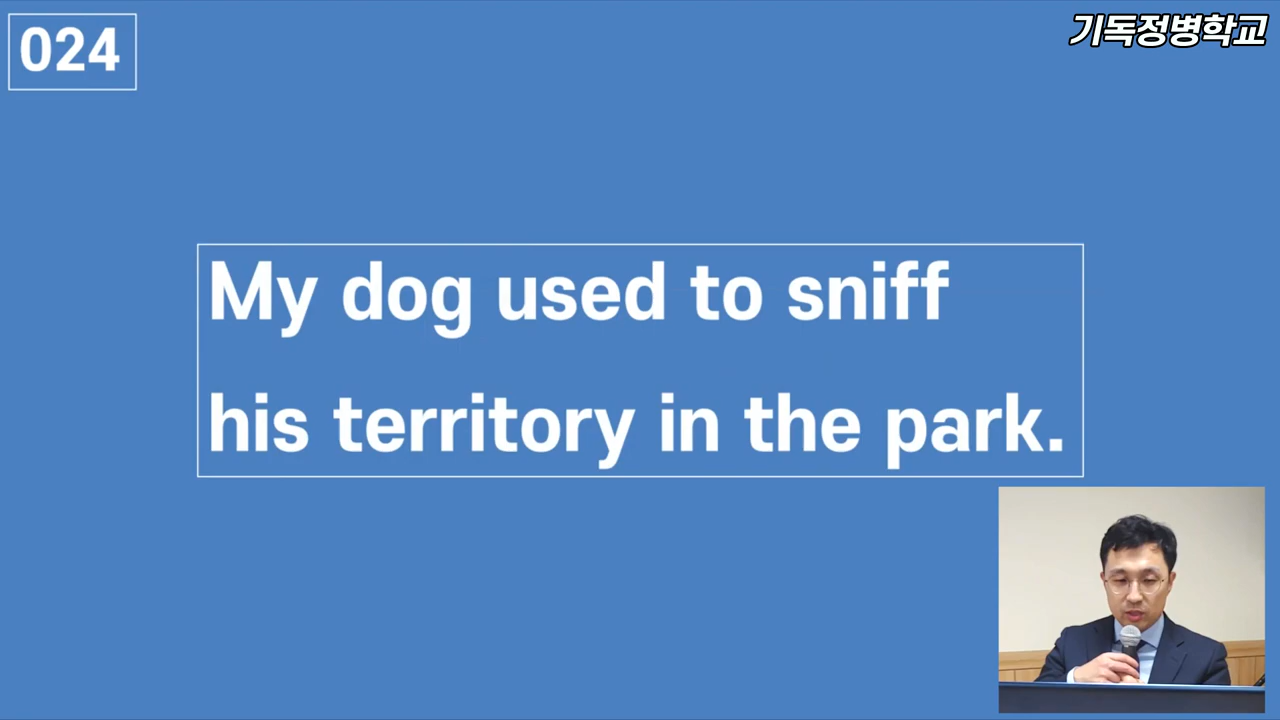 024
기독정병학교
My dog used to sniff
his territory in the park.